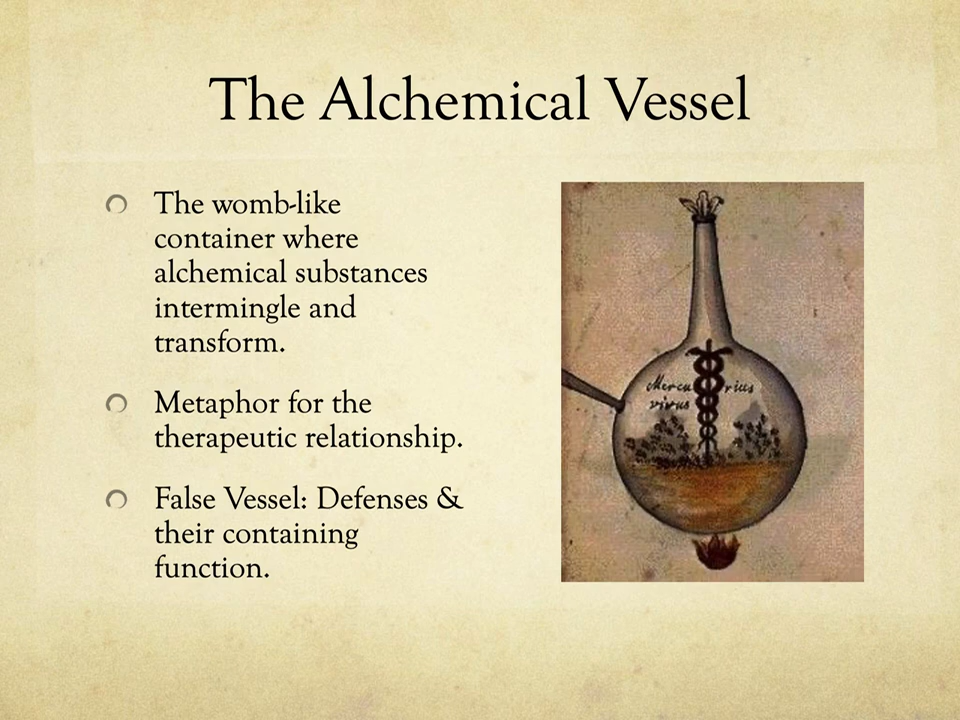 The Alchemical Vessel
The womb-like
container where
alchemical substances
intermingle and
transform.
Metaphor for the
therapeutic relationship.
False Vessel: Defenses &
their containing
function.
Mercu rius
vivus